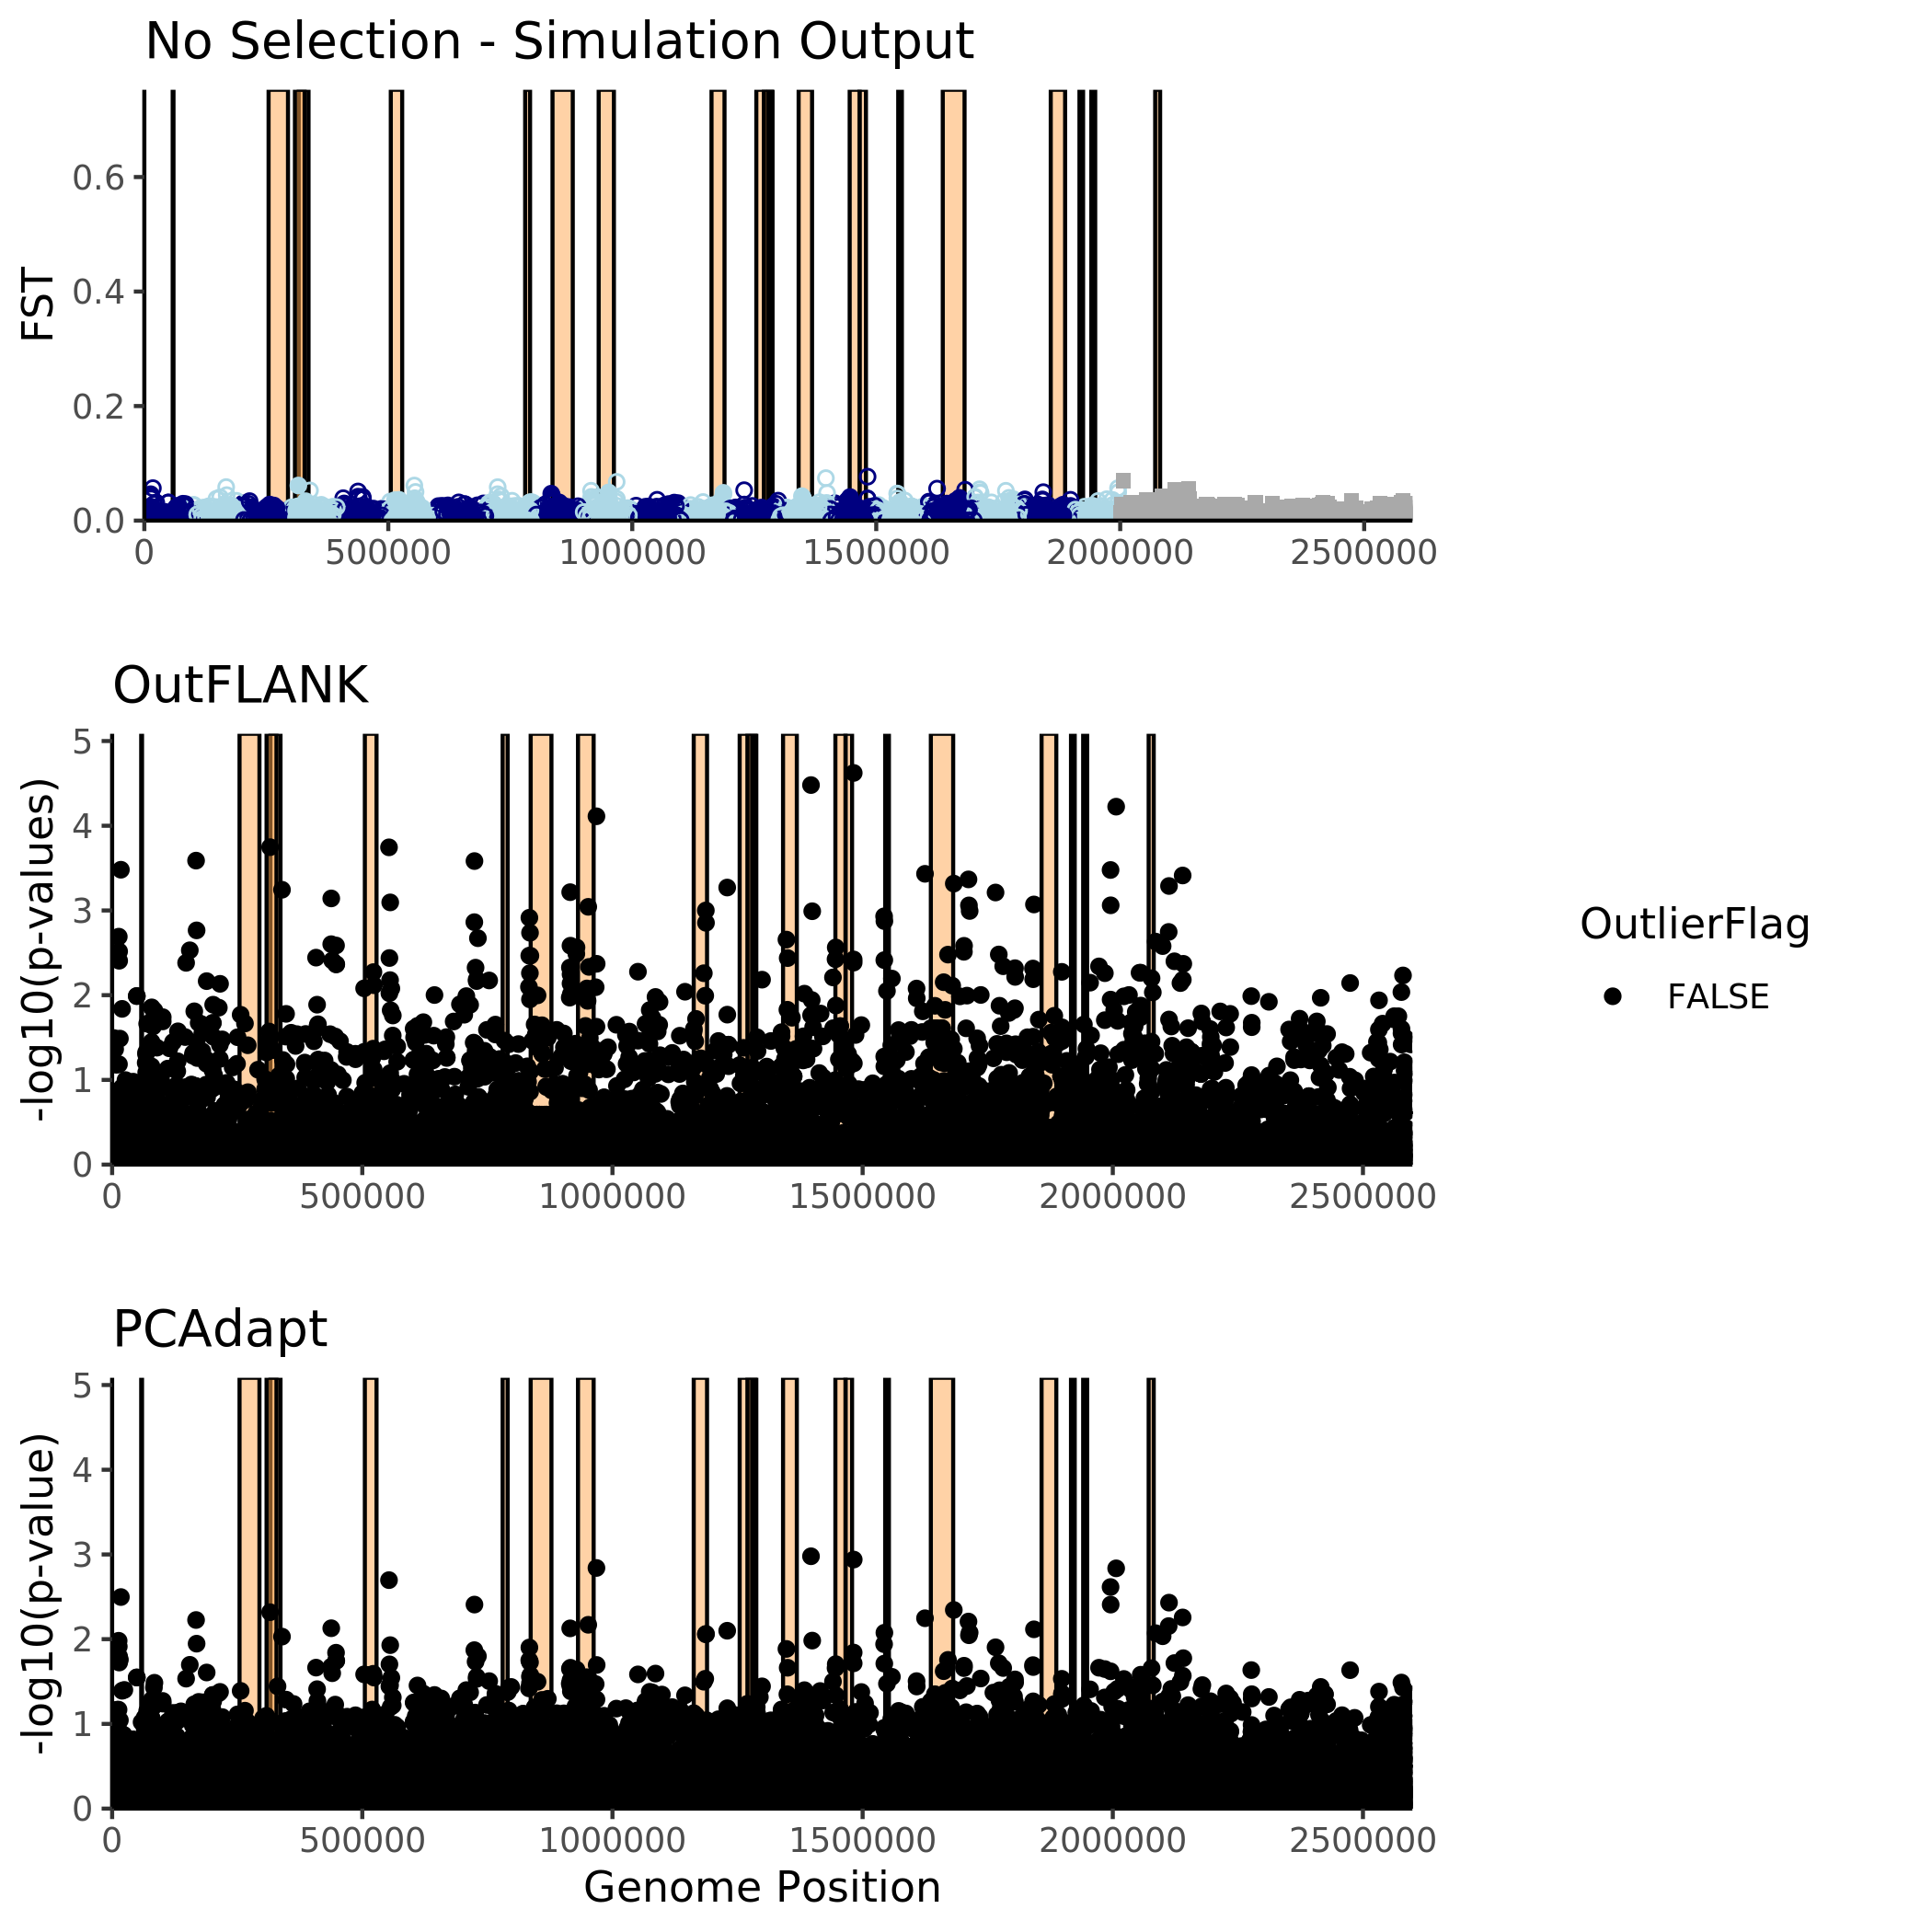 No Selection - Simulation Output
FST
0.6
0.4
0.2
0.0
0 500000 1000000 1500000 2000000 2500000
OutFLANK
-log10(p-values)
5
4
3
2
1
0
0 500000 1000000 1500000 2000000 2500000
OutlierFlag
FALSE
PCAdapt
-log10(p-value)
5
4
3
2
1
0
0 500000 1000000 1500000 2000000 2500000
Genome Position